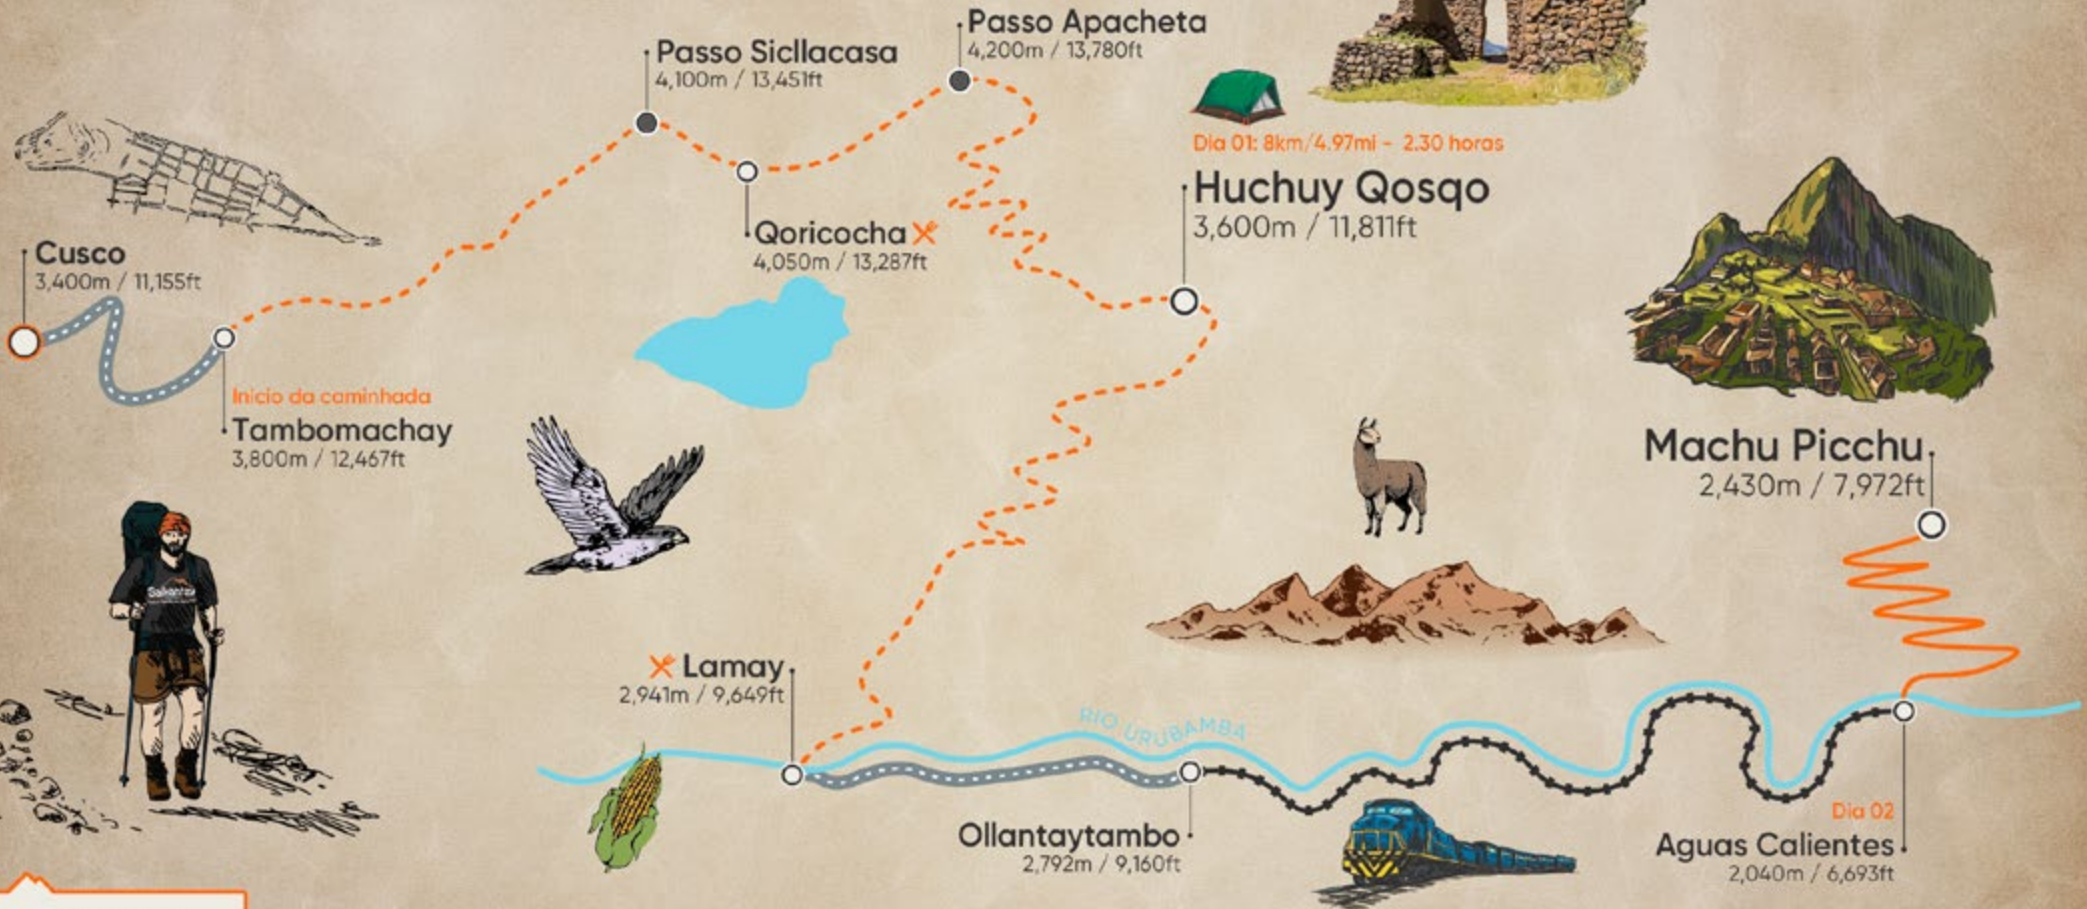 Passo Sicllacasa
4,100m / 13,451ft
Passo Apacheta
4,200m / 13,780ft
Dia 01: 8km/4.97mi - 2.30 horas
Huchuy Qosqo
3,600m / 11,811ft
Qoricocha
4,050m / 13,287ft
Cusco
3,400m / 11,155ft
Inicio da caminhada
Tambomachay
3,800m / 12,467ft
Machu Picchu
2,430m / 7,972ft
Salkantay
Lamay
2,941m / 9,649ft
RIO URUBAMBA
Ollantaytambo
2,792m / 9,160ft
Dia 02
Aguas Calientes
2,040m / 6,693ft